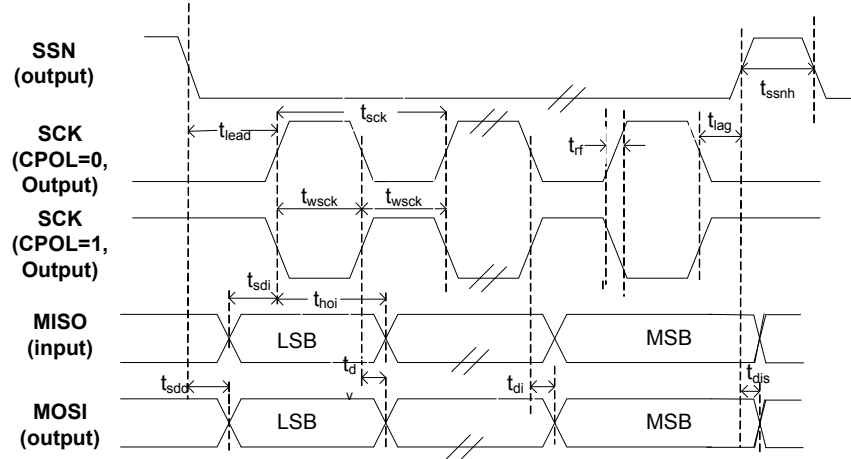 SSN
(output)
tssnh
tsck
SCK
(CPOL=0,
Output)
tlead
trf
tlag
twsck
twsck
SCK
(CPOL=1,
Output)
tsdi
thoi
MISO
(input)
LSB
MSB
td
v
tsdd
tdi
tdis
MOSI
(output)
LSB
MSB